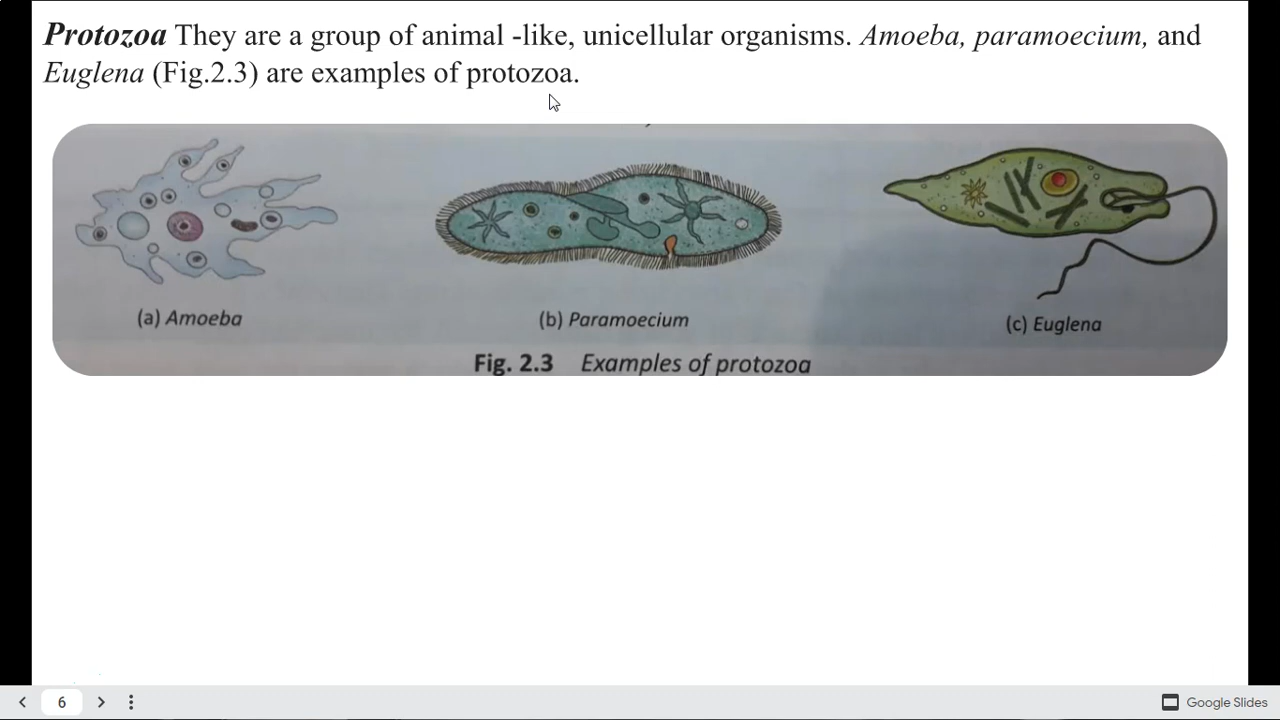 Protozoa They are a group of animal -like, unicellular organisms. Amoeba, paramoecium, and
Euglena (Fig.2.3) are examples of protozoa.
(a) Amoeba
(b) Paramoecium
(c) Euglena
Fig. 2.3 Examples of protozoa
6
Google Slides